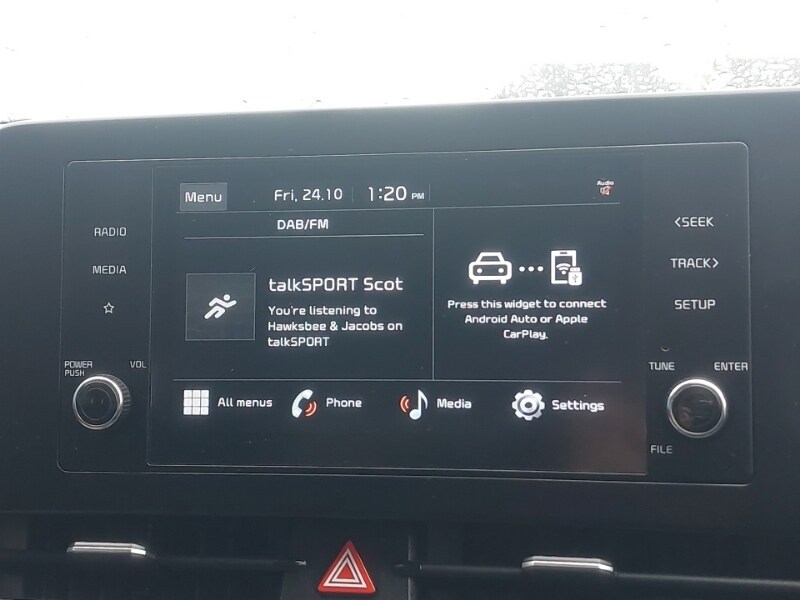 Menu
Fri, 24.10
1:20 PM
Audio
DAB/FM
talkSPORT Scot
You're listening to
Hawksbee & Jacobs on
talkSPORT
Press this widget to connect
Android Auto or Apple
CarPlay.
All menus
Phone
Media
Settings
RADIO
MEDIA
POWER
PUSH
VOL
<SEEK
TRACK>
SETUP
TUNE
ENTER
FILE